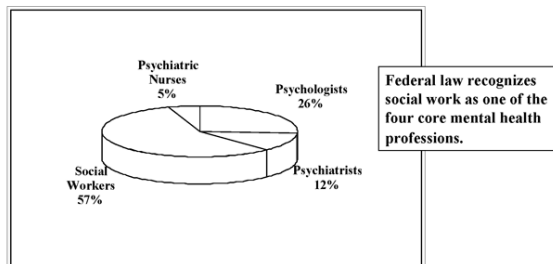 Psychiatric
Nurses
5%
Psychologists
26%
Federal law recognizes
social work as one of the
four core mental health
professions.
Social
Workers
57%
Psychiatrists
12%